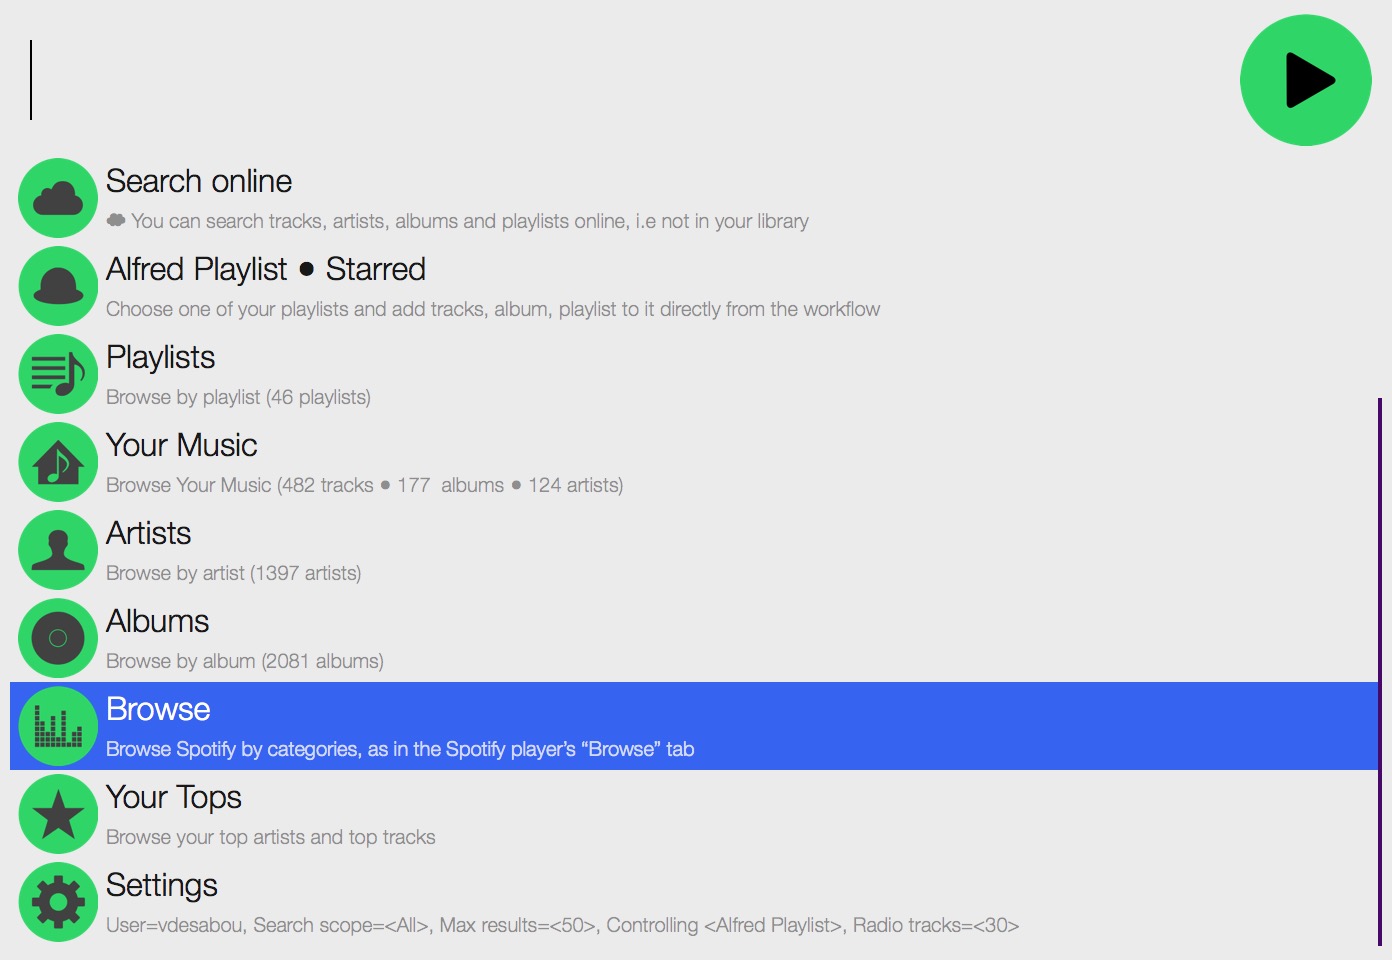 Search online
You can search tracks, artists, albums and playlists online, i.e not in your library
Alfred Playlist ● Starred
Choose one of your playlists and add tracks, album, playlist to it directly from the workflow
Playlists
Browse by playlist (46 playlists)
Your Music
Browse Your Music (482 tracks ● 177  albums ● 124 artists)
Artists
Browse by artist (1397 artists)
Albums
Browse by album (2081 albums)
Browse
Browse Spotify by categories, as in the Spotify player’s “Browse” tab
Your Tops
Browse your top artists and top tracks
Settings
User=vdesabou, Search scope=<All>, Max results=<50>, Controlling <Alfred Playlist>, Radio tracks=<30>